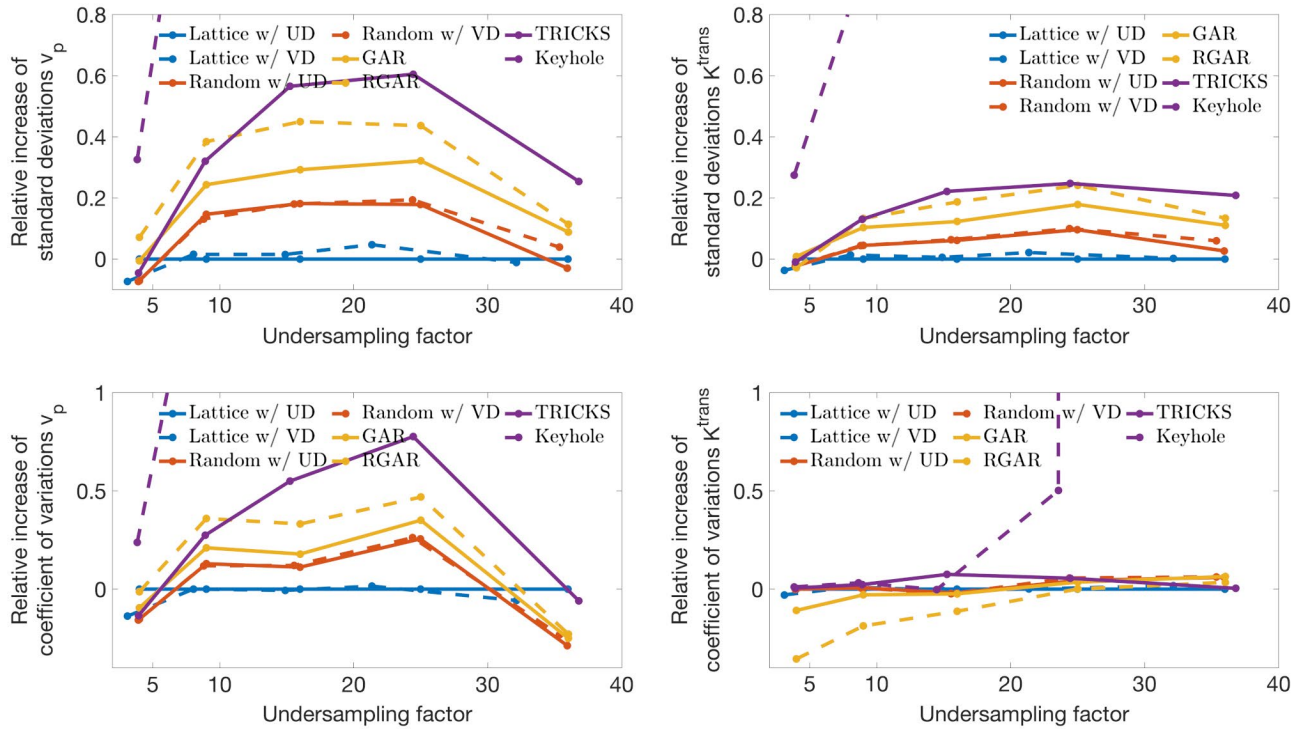 Relative increase of
standard deviations v_p
0.8
0.6
0.4
0.2
0
Lattice w/ UD
Lattice w/ VD
Random w/ UD
Random w/ VD
GAR
RGAR
TRICKS
Keyhole
5
10
20
30
40
Undersampling factor
Relative increase of
standard deviations K^trans
0.8
0.6
0.4
0.2
0
Lattice w/ UD
Lattice w/ VD
Random w/ UD
Random w/ VD
GAR
RGAR
TRICKS
Keyhole
5
10
20
30
40
Undersampling factor
Relative increase of
coefficient of variations v_p
1
0.5
0
Lattice w/ UD
Lattice w/ VD
Random w/ UD
Random w/ VD
GAR
RGAR
TRICKS
Keyhole
5
10
20
30
40
Undersampling factor
Relative increase of
coefficient of variations K^trans
1
0.5
0
Lattice w/ UD
Lattice w/ VD
Random w/ UD
Random w/ VD
GAR
RGAR
TRICKS
Keyhole
5
10
20
30
40
Undersampling factor